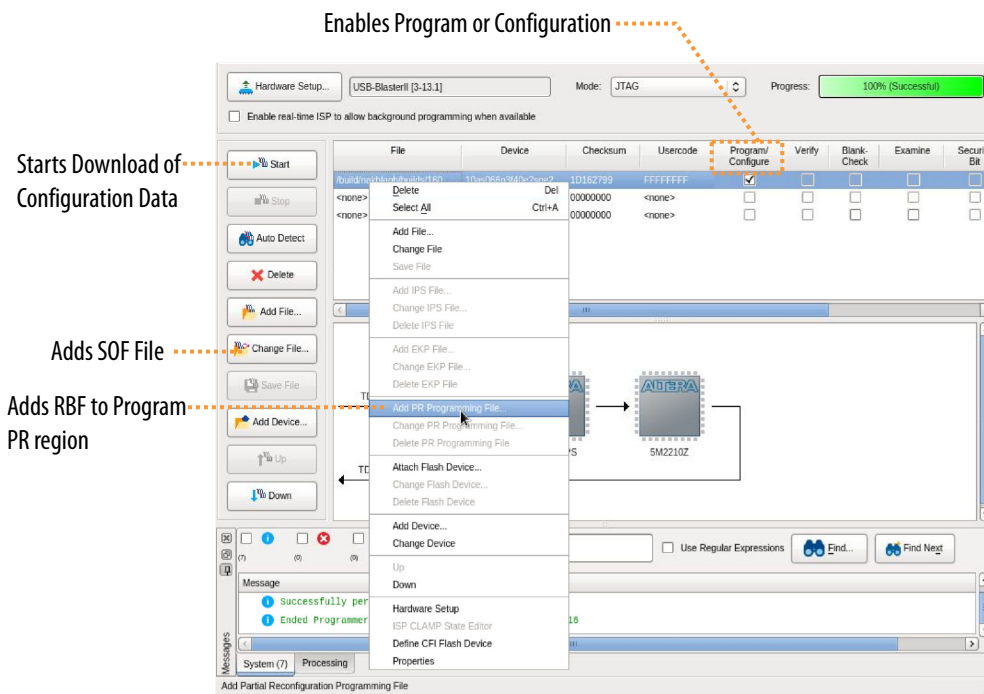 Enables Program or Configuration
Hardware Setup...
USB-BlasterII [3-13.1]
Mode:
JTAG
Progress:
100% (Successful)
Enable real-time ISP to allow background programming when available
Starts Download of
Configuration Data
Adds SOF File
Adds RBF to Program
PR region
Start
Stop
Auto Detect
Delete
Add File...
Change File...
Save File
Add Device...
Up
Down
File Device Checksum Usercode Program/ Configure Verify Blank- Check Examine Securi Bit
1D162799 FFFFFFFF
<none> 00000000 <none>
<none> 00000000 <none>
Delete Del
Select All Ctrl+A
Add File...
Change File
Save File
Add IPS File...
Change IPS File...
Delete IPS File
Add EKP File...
Change EKP File...
Delete EKP File
Add PR Programming File...
Change PR Programming File...
Delete PR Programming File
Attach Flash Device...
Change Flash Device...
Delete Flash Device
Add Device...
Change Device
Up
Down
Hardware Setup
ISP CLAMP State Editor
Define CFI Flash Device
Properties
ALTERA
5M2210Z
(7) (0) (9)
Use Regular Expressions
Find...
Find Next
Message
Successfully per
Ended Programmer 16
Messages
System (7)
Processing
Add Partial Reconfiguration Programming File